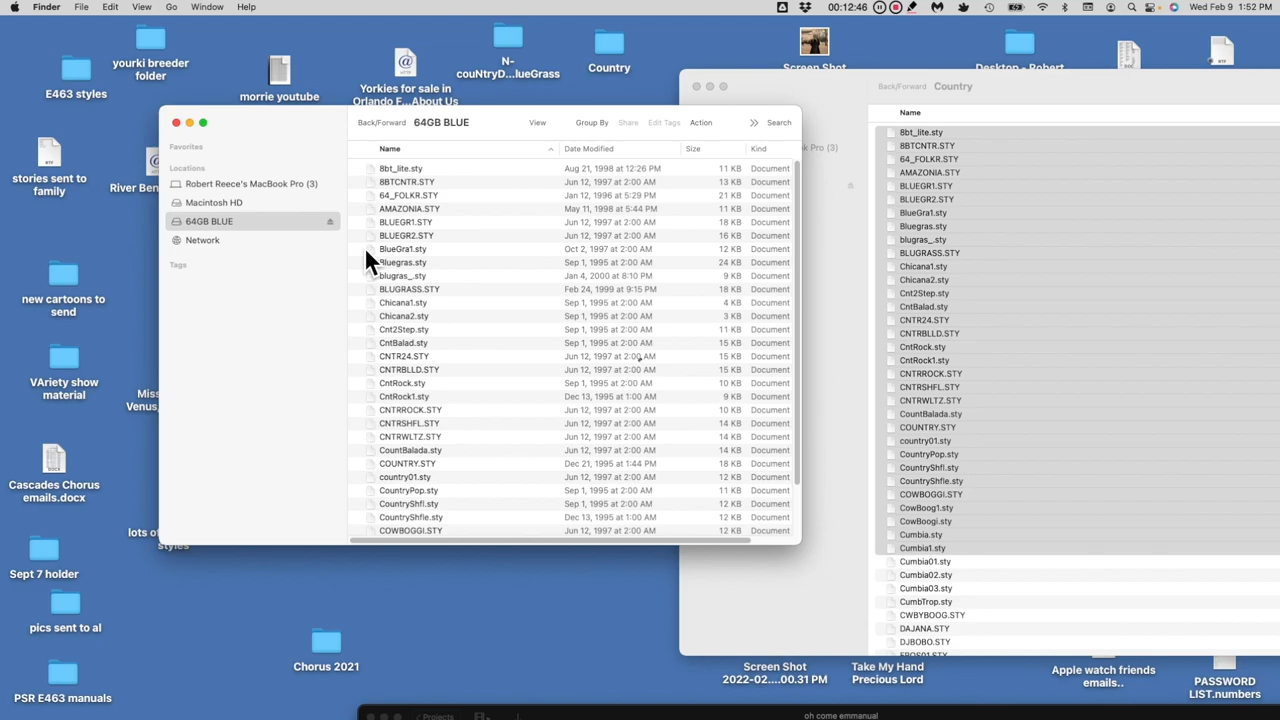 Finder File Edit View Go Window Help 00:12:46 Wed Feb 9 1:52 PM
yourki breeder
folder
E463 styles
morrie youtube
Yorkies for sale in
Orlando F...About Us
N-
couNtryD...lueGrass
Country
Screen Shot
Desktop - Robert
stories sent to
family
River Ben
new cartoons to
send
VAriety show
material
Miss
Venus,
Cascades Chorus
emails.docx
lots of
styles
Sept 7 holder
pics sent to al
PSR E463 manuals
Chorus 2021
Back/Forward 64GB BLUE View Group By Share Edit Tags Action Search
Favorites
Locations
Robert Reece's MacBook Pro (3)
Macintosh HD
64GB BLUE
Network
Tags
Name Date Modified Size Kind
8bt_lite.sty Aug 21, 1998 at 12:26 PM 11 KB Document
8BTCNTR.STY Jun 12, 1997 at 2:00 AM 13 KB Document
64_FOLKR.STY Jan 12, 1996 at 5:29 PM 21 KB Document
AMAZONIA.STY May 11, 1998 at 5:44 PM 14 KB Document
BLUEGR1.STY Jun 12, 1997 at 2:00 AM 18 KB Document
BLUEGR2.STY Jun 12, 1997 at 2:00 AM 16 KB Document
BlueGra1.sty Oct 2, 1997 at 2:00 AM 12 KB Document
Bluegras.sty Sep 1, 1995 at 2:00 AM 24 KB Document
blugras_.sty Jan 4, 2000 at 8:10 PM 9 KB Document
BLUGRASS.STY Feb 24, 1999 at 9:15 PM 18 KB Document
Chicana1.sty Sep 1, 1995 at 2:00 AM 4 KB Document
Chicana2.sty Sep 1, 1995 at 2:00 AM 3 KB Document
Cnt2Step.sty Sep 1, 1995 at 2:00 AM 15 KB Document
CntBalad.sty Sep 1, 1995 at 2:00 AM 15 KB Document
CNTR24.STY Jun 12, 1997 at 2:00 AM 15 KB Document
CNTRBLLD.STY Jun 12, 1997 at 2:00 AM 15 KB Document
CntRock.sty Sep 1, 1995 at 2:00 AM 10 KB Document
CntRock1.sty Dec 13, 1995 at 1:00 AM 9 KB Document
CNTRROCK.STY Jun 12, 1997 at 2:00 AM 10 KB Document
CNTRSHFL.STY Jun 12, 1997 at 2:00 AM 14 KB Document
CNTRWLTZ.STY Jun 12, 1997 at 2:00 AM 14 KB Document
CountBalada.sty Jun 12, 1997 at 2:00 AM 14 KB Document
COUNTRY.STY Dec 21, 1995 at 1:44 PM 18 KB Document
country01.sty Jun 12, 1997 at 2:00 AM 12 KB Document
CountryPop.sty Sep 1, 1995 at 2:00 AM 11 KB Document
CountryShfl.sty Sep 1, 1995 at 2:00 AM 12 KB Document
CountryShfle.sty Dec 13, 1995 at 1:00 AM 12 KB Document
COWBOGGI.STY Jun 12, 1997 at 2:00 AM 12 KB Document
Back/Forward Country
Pro (3)
Name
8bt_lite.sty
8BTCNTR.STY
64_FOLKR.STY
AMAZONIA.STY
BLUEGR1.STY
BLUEGR2.STY
BlueGra1.sty
Bluegras.sty
blugras_.sty
BLUGRASS.STY
Chicana1.sty
Chicana2.sty
Cnt2Step.sty
CntBalad.sty
CNTR24.STY
CNTRBLLD.STY
CntRock.sty
CntRock1.sty
CNTRROCK.STY
CNTRSHFL.STY
CNTRWLTZ.STY
CountBalada.sty
COUNTRY.STY
country01.sty
CountryPop.sty
CountryShfl.sty
CountryShfle.sty
COWBOGGI.STY
CowBoog1.sty
CowBoogi.sty
Cumbia.sty
Cumbia1.sty
Cumbia01.sty
Cumbia02.sty
Cumbia03.sty
CumbTrop.sty
CWBYBOOG.STY
DAJANA.STY
DJBOBO.STY
EROS01.STY
Screen Shot
2022-02....00.31 PM
Take My Hand
Precious Lord
Apple watch friends
emails..
PASSWORD
LIST.numbers
Projects oh come emmanual